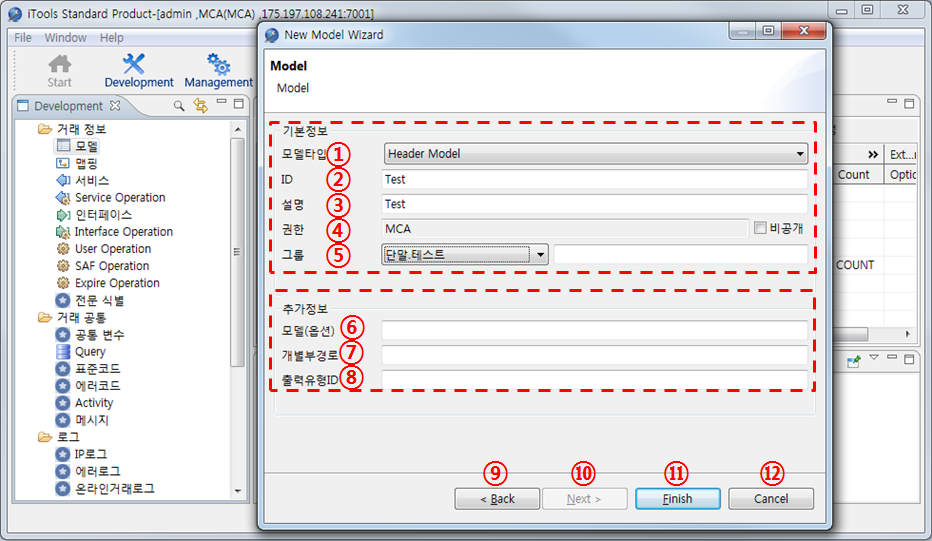 iTools Standard Product-[admin ,MCA(MCA) ,175.197.108.241:7001]
File Window Help
Start Development Management
Development
거래 정보
모델
맵핑
서비스
Service Operation
인터페이스
Interface Operation
User Operation
SAF Operation
Expire Operation
전문 식별
거래 공통
공통 변수
Query
표준코드
에러코드
Activity
메시지
로그
IP로그
에러로그
온라인거래로그
New Model Wizard
Model
Model
기본정보
모델타입 ① Header Model
ID ② Test
설명 ③ Test
권한 ④ MCA 비공개
그룹 ⑤ 단말.테스트
추가정보
모델(옵션) ⑥
개별부경로 ⑦
출력유형ID ⑧
⑨ ⑩ ⑪ ⑫
< Back Next > Finish Cancel
» Ext...
Count Optic
COUNT